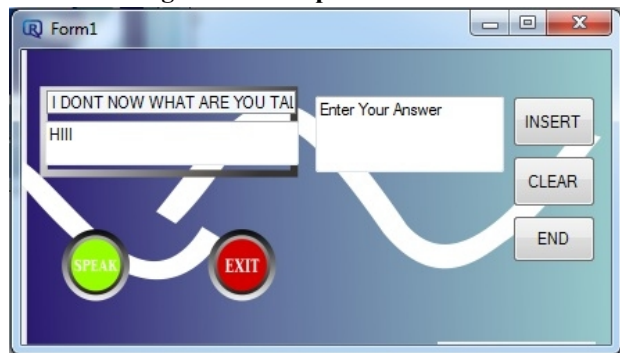 Form1
I DONT NOW WHAT ARE YOU TAL
HIII
Enter Your Answer
INSERT
CLEAR
END
SPEAK
EXIT